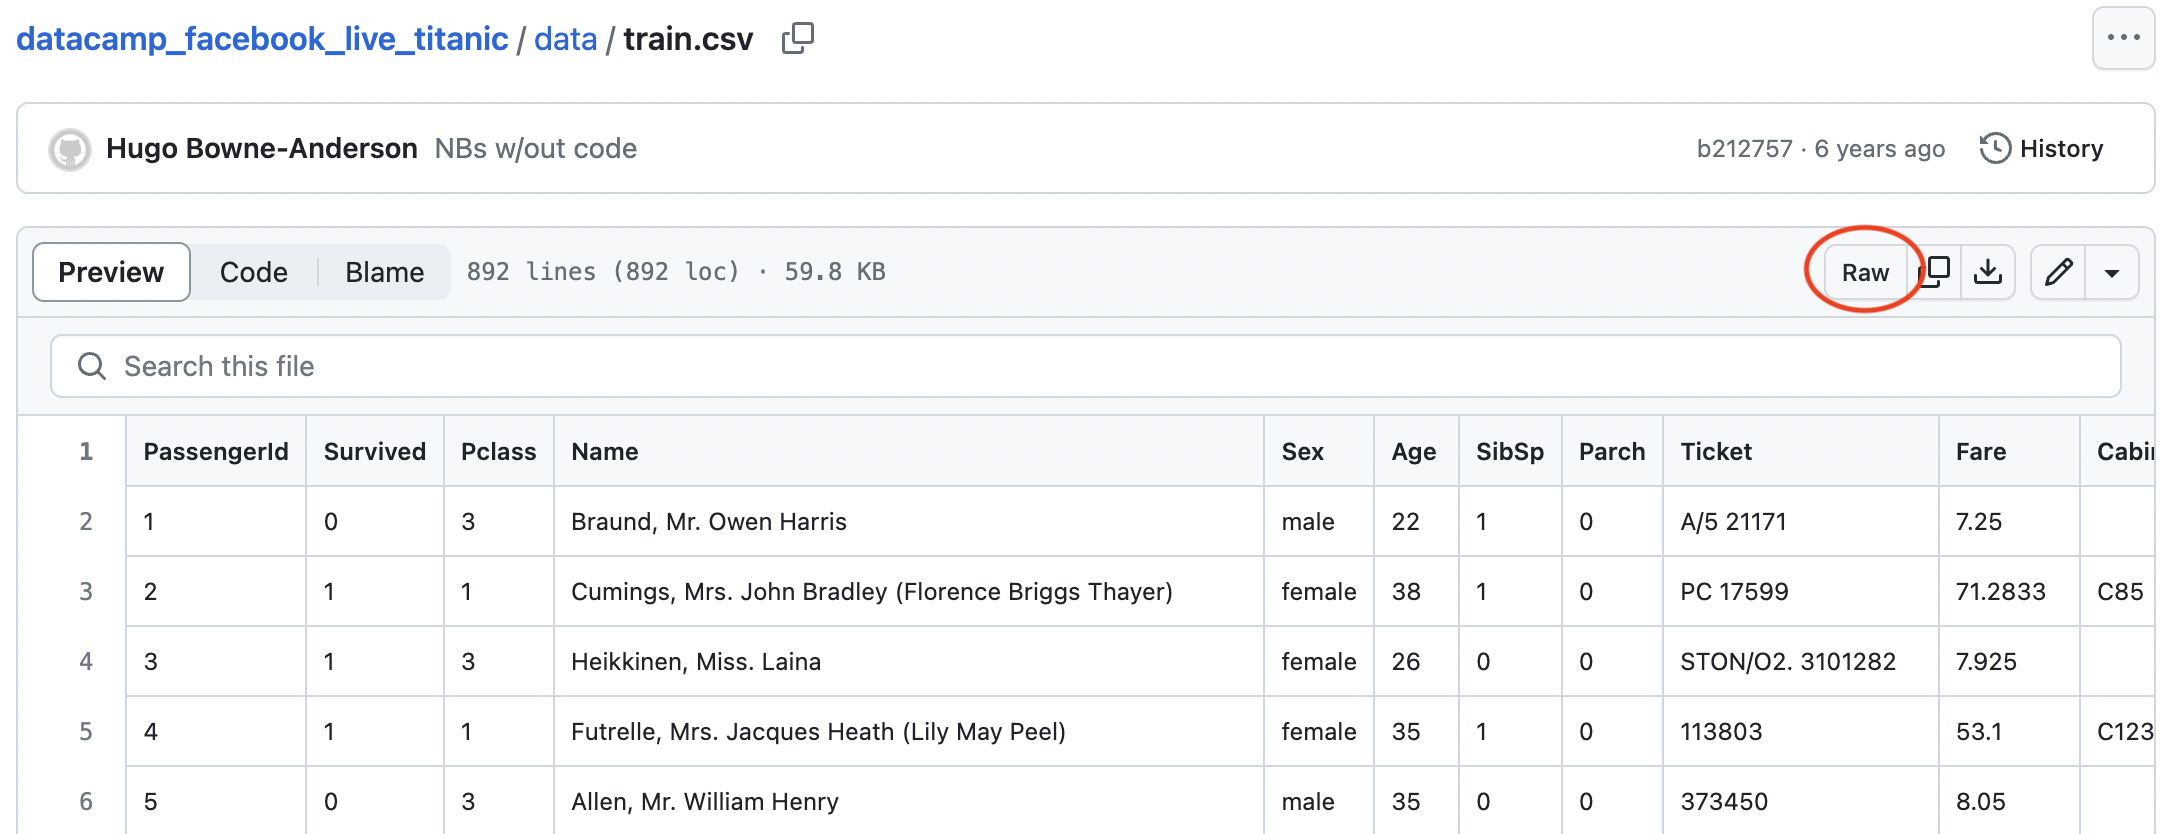 datacamp_facebook_live_titanic / data / train.csv
Hugo Bowne-Anderson NBs w/out code b212757 · 6 years ago History
Preview Code Blame 892 lines (892 loc) · 59.8 KB Raw
Search this file
1 PassengerId Survived Pclass Name Sex Age SibSp Parch Ticket Fare Cabi
2 1 0 3 Braund, Mr. Owen Harris male 22 1 0 A/5 21171 7.25
3 2 1 1 Cumings, Mrs. John Bradley (Florence Briggs Thayer) female 38 1 0 PC 17599 71.2833 C85
4 3 1 3 Heikkinen, Miss. Laina female 26 0 0 STON/O2. 3101282 7.925
5 4 1 1 Futrelle, Mrs. Jacques Heath (Lily May Peel) female 35 1 0 113803 53.1 C123
6 5 0 3 Allen, Mr. William Henry male 35 0 0 373450 8.05